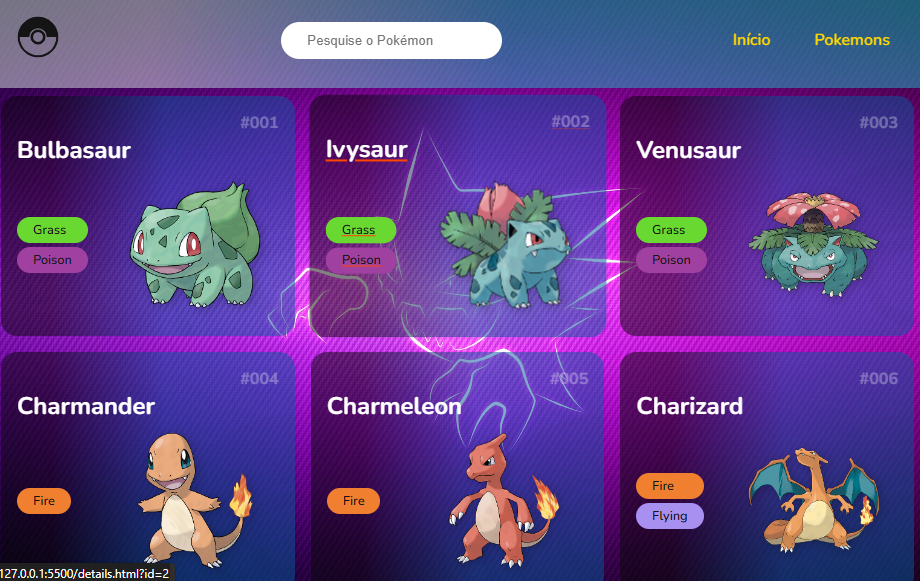 Pesquise o Pokémon
Início
Pokemons
#001
Bulbasaur
Grass
Poison
#002
Ivysaur
Grass
Poison
#003
Venusaur
Grass
Poison
#004
Charmander
Fire
#005
Charmeleon
Fire
#006
Charizard
Fire
Flying
127.0.0.1:5500/details.html?id=2